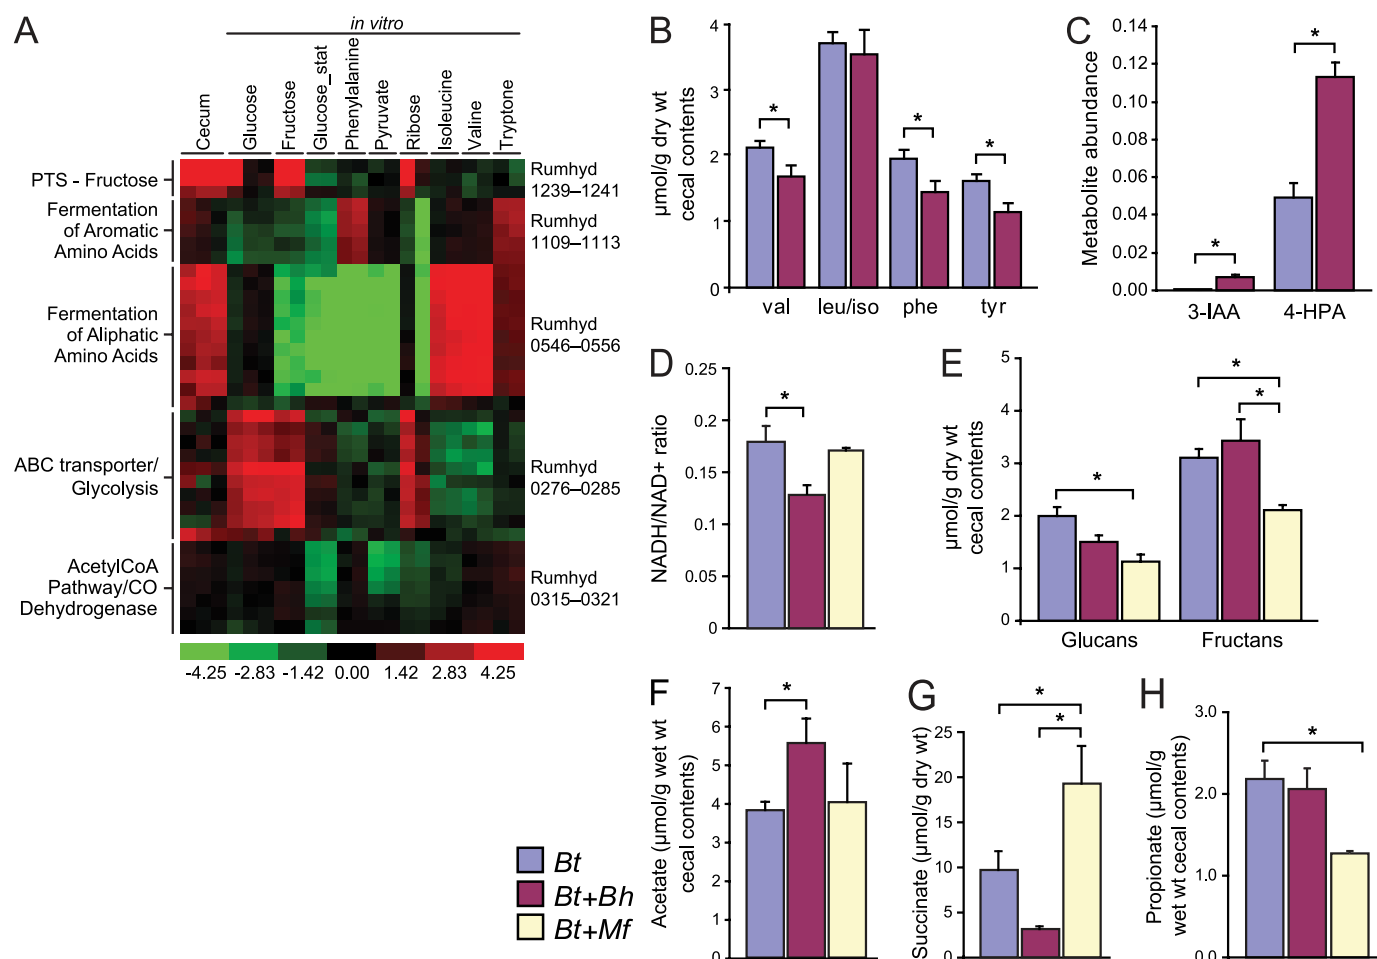 A
in vitro
Cecum
Glucose
Fructose
Glucose_stat
Phenylalanine
Pyruvate
Ribose
Isoleucine
Valine
Tryptone
PTS - Fructose
Rumhyd
1239–1241
Fermentation
of Aromatic
Amino Acids
Rumhyd
1109–1113
Fermentation
of Aliphatic
Amino Acids
Rumhyd
0546–0556
ABC transporter/
Glycolysis
Rumhyd
0276–0285
AcetylCoA
Pathway/CO
Dehydrogenase
Rumhyd
0315–0321
-4.25 -2.83 -1.42 0.00 1.42 2.83 4.25
B
µmol/g dry wt
cecal contents
4
3
2
1
0
* * *
val leu/iso phe tyr
C
Metabolite abundance
0.14
0.12
0.10
0.08
0.06
0.04
0.02
0.00
* *
3-IAA 4-HPA
D
NADH/NAD+ ratio
0.25
0.2
0.15
0.1
0.05
0
*
E
µmol/g dry wt
cecal contents
5
4
3
2
1
0
* * *
Glucans Fructans
Bt
Bt+Bh
Bt+Mf
F
Acetate (µmol/g wet wt
cecal contents)
7
6
5
4
3
2
1
0
*
G
Succinate (µmol/g dry wt)
25
20
15
10
5
0
* *
H
Propionate (µmol/g
wet wt cecal contents)
3.0
2.0
1.0
0.0
*